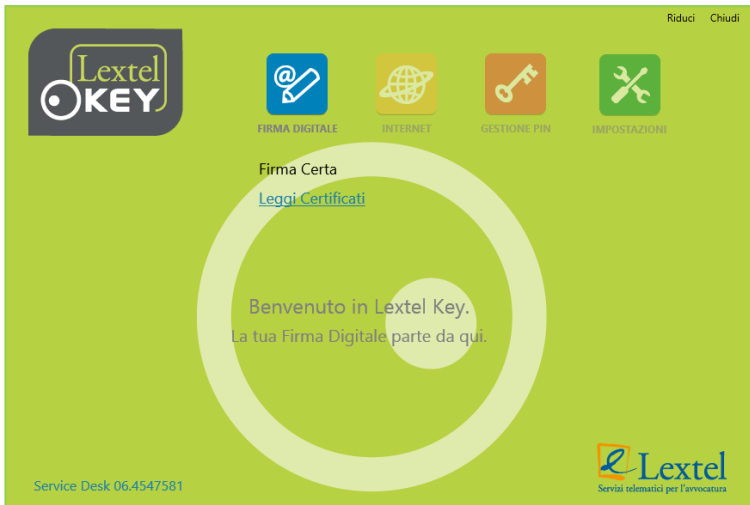 Riduci Chiudi
Lextel
KEY
FIRMA DIGITALE INTERNET GESTIONE PIN IMPOSTAZIONI
Firma Certa
Leggi Certificati
Benvenuto in Lextel Key.
La tua Firma Digitale parte da qui.
Lextel
Servizi telematici per l'avvocatura
Service Desk 06.4547581